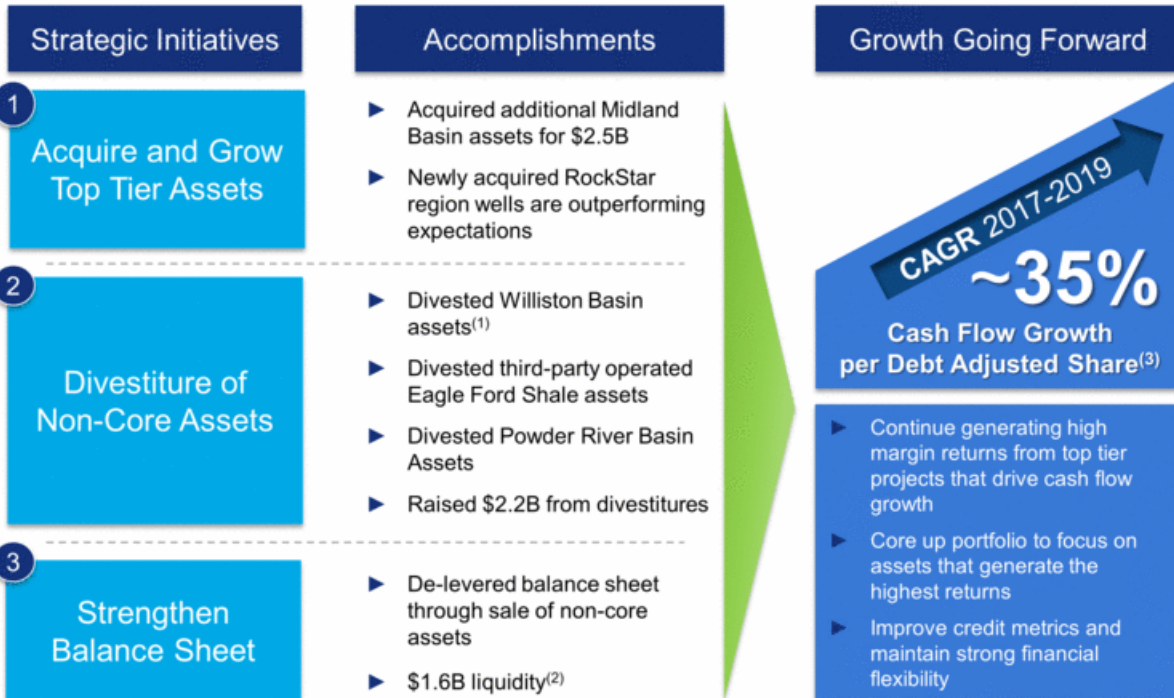 Strategic Initiatives
Accomplishments
Growth Going Forward
1
Acquire and Grow
Top Tier Assets
► Acquired additional Midland
Basin assets for $2.5B
► Newly acquired RockStar
region wells are outperforming
expectations
2
Divestiture of
Non-Core Assets
► Divested Williston Basin
assets(1)
► Divested third-party operated
Eagle Ford Shale assets
► Divested Powder River Basin
Assets
► Raised $2.2B from divestitures
3
Strengthen
Balance Sheet
► De-levered balance sheet
through sale of non-core
assets
► $1.6B liquidity(2)
CAGR 2017-2019
~35%
Cash Flow Growth
per Debt Adjusted Share(3)
► Continue generating high
margin returns from top tier
projects that drive cash flow
growth
► Core up portfolio to focus on
assets that generate the
highest returns
► Improve credit metrics and
maintain strong financial
flexibility